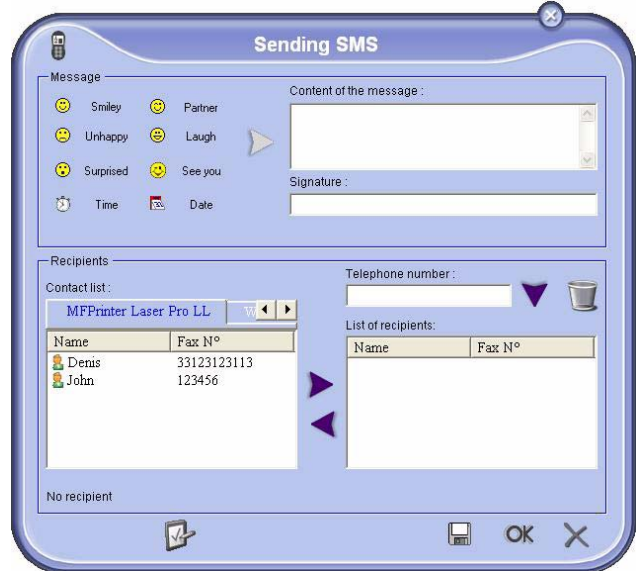 Sending SMS
Message
Content of the message :
Smiley Partner
Unhappy Laugh
Surprised See you
Signature :
Time Date
Recipients
Contact list :
Telephone number :
MFPrinter Laser Pro LL
List of recipients:
Name Fax N°
Denis 33123123113
John 123456
Name Fax N°
No recipient
OK